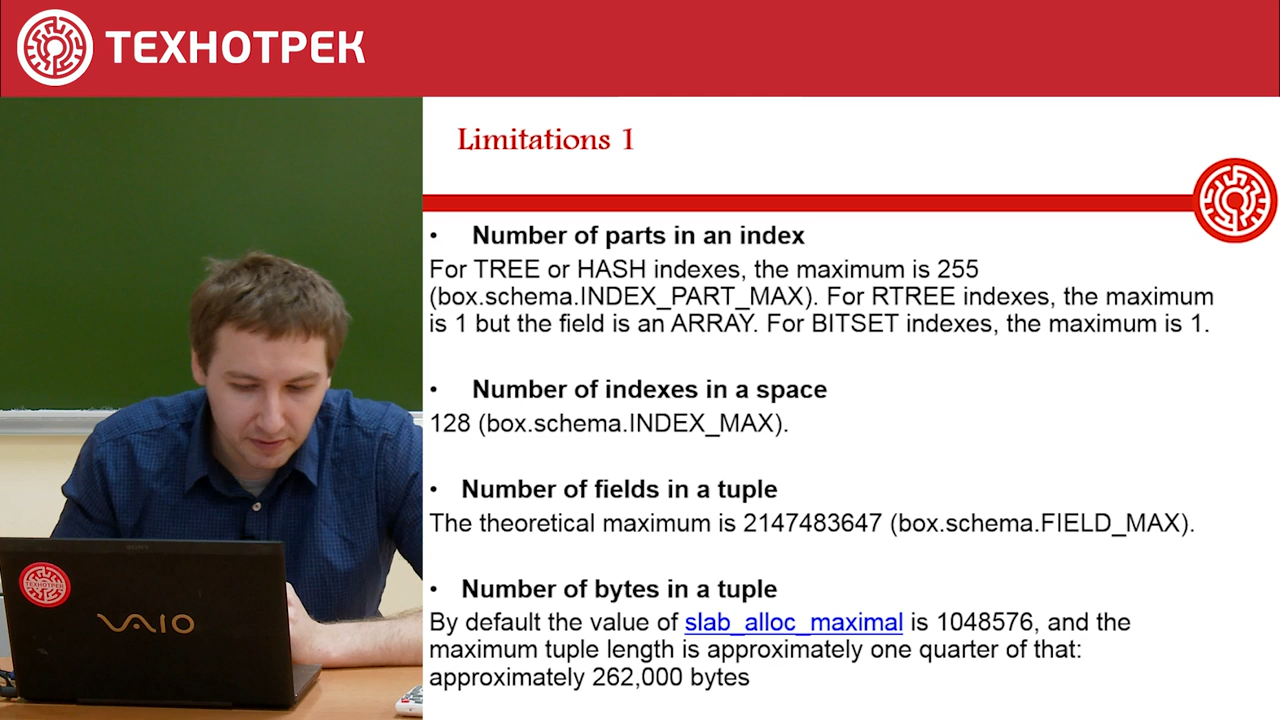 ТЕХНОТРЕК
Limitations 1
• Number of parts in an index
For TREE or HASH indexes, the maximum is 255
(box.schema.INDEX_PART_MAX). For RTREE indexes, the maximum
is 1 but the field is an ARRAY. For BITSET indexes, the maximum is 1.
• Number of indexes in a space
128 (box.schema.INDEX_MAX).
• Number of fields in a tuple
The theoretical maximum is 2147483647 (box.schema.FIELD_MAX).
• Number of bytes in a tuple
By default the value of slab_alloc_maximal is 1048576, and the
maximum tuple length is approximately one quarter of that:
approximately 262,000 bytes
SONY
ТЕХНОТРЕК
VAIO